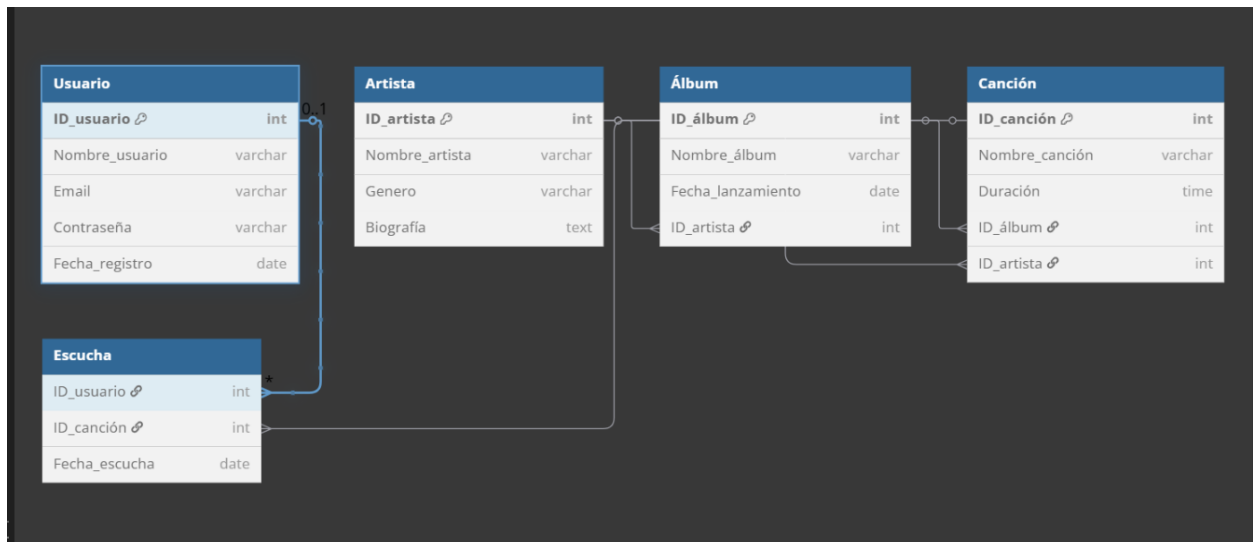 Usuario
ID_usuario int
Nombre_usuario varchar
Email varchar
Contraseña varchar
Fecha_registro date
0..1
Artista
ID_artista int
Nombre_artista varchar
Genero varchar
Biografía text
Álbum
ID_álbum int
Nombre_álbum varchar
Fecha_lanzamiento date
ID_artista int
Canción
ID_canción int
Nombre_canción varchar
Duración time
ID_álbum int
ID_artista int
Escucha
*
ID_usuario int
ID_canción int
Fecha_escucha date